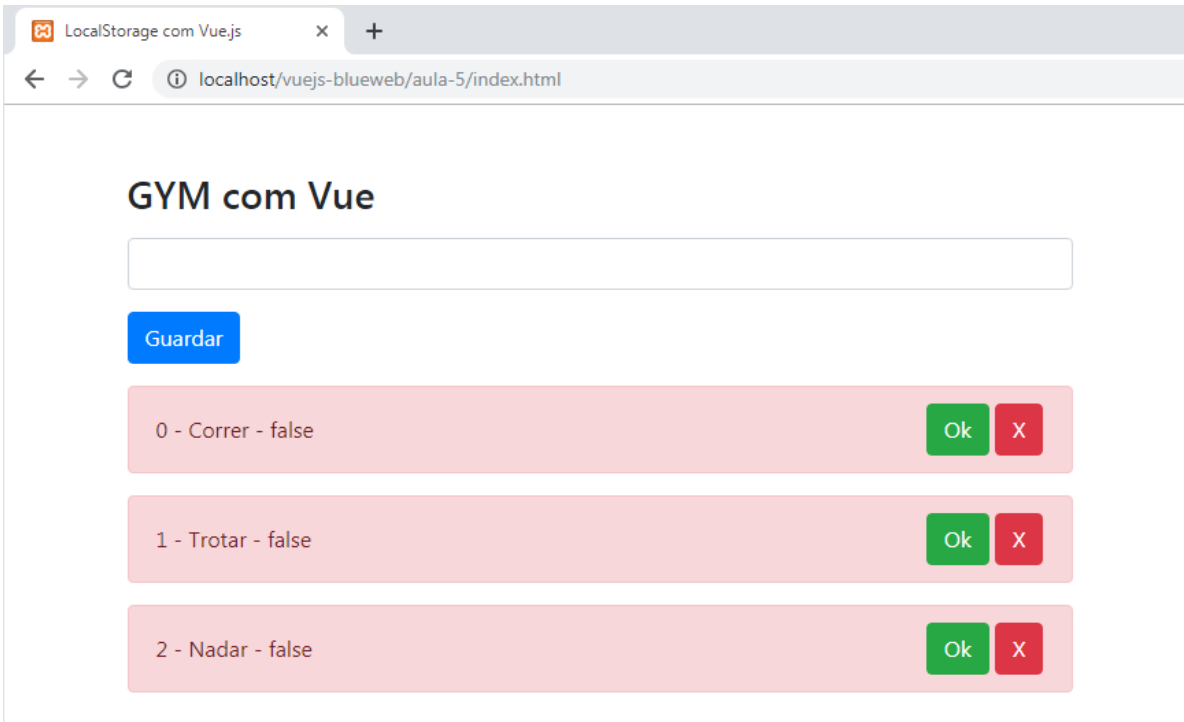 LocalStorage com Vue.js
localhost/vuejs-blueweb/aula-5/index.html
GYM com Vue
Guardar
0 - Correr - false Ok X
1 - Trotar - false Ok X
2 - Nadar - false Ok X